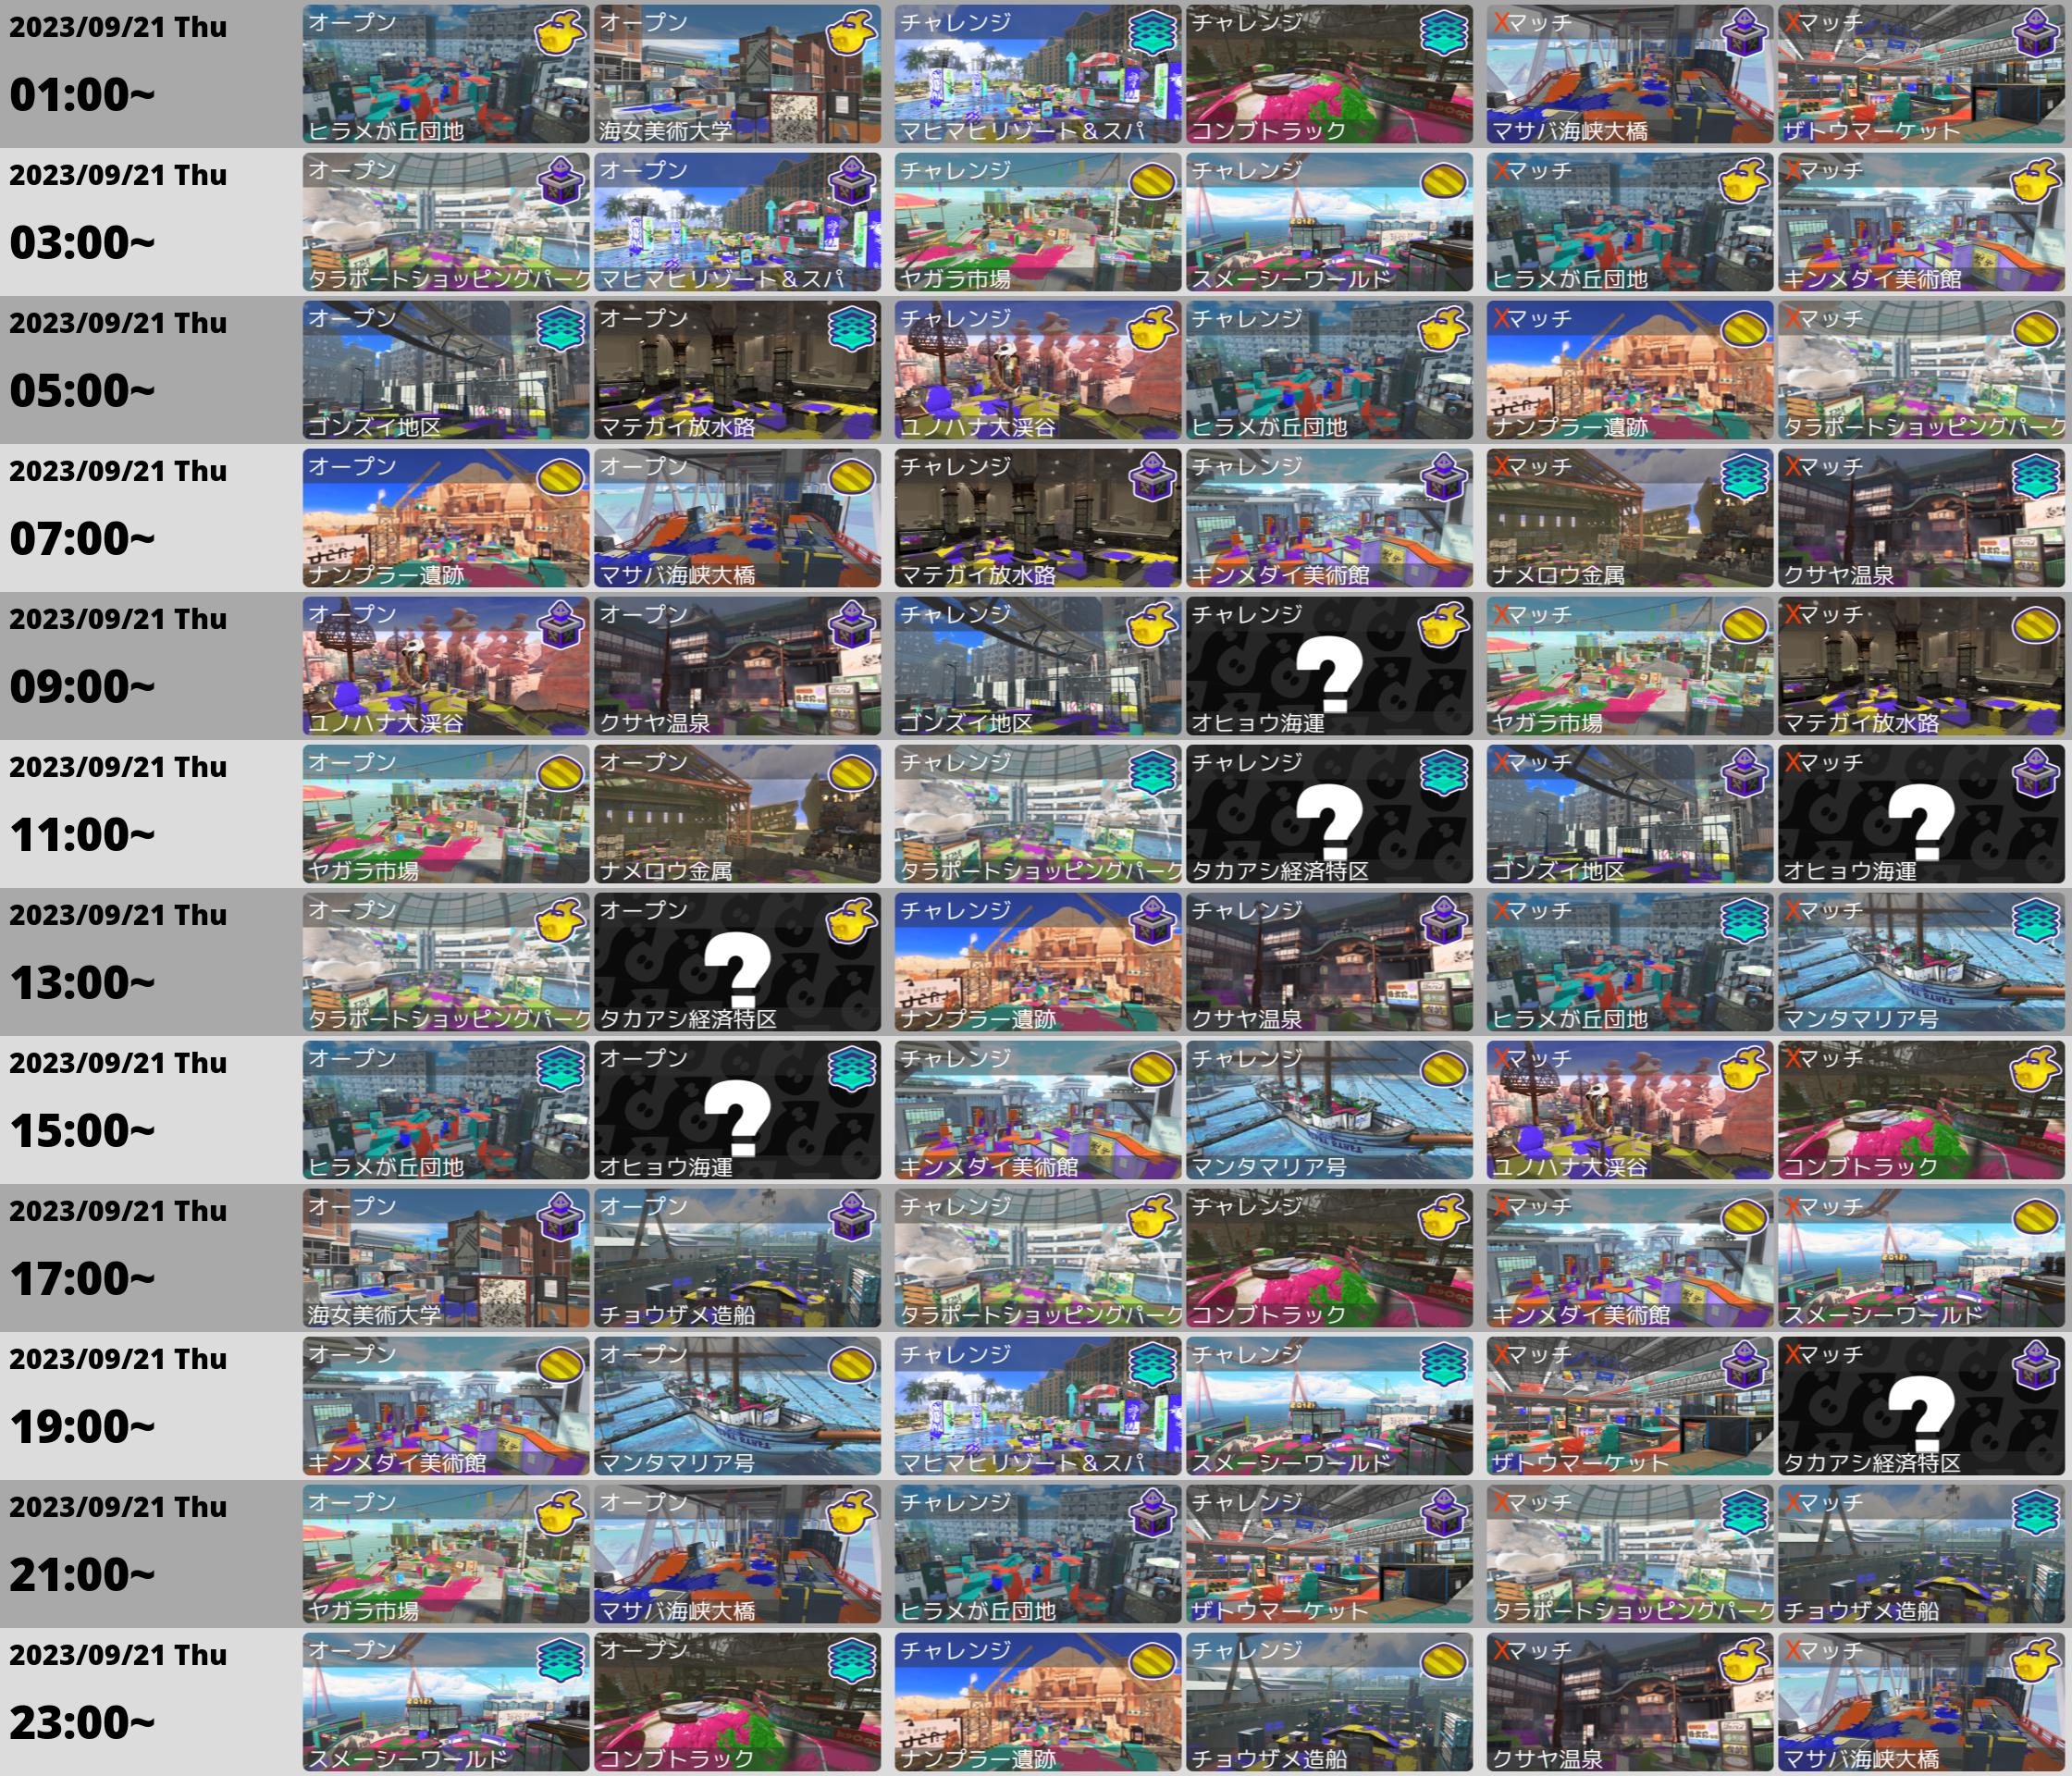 2023/09/21 Thu
01:00~
オープン
ヒラメが丘団地
オープン
海女美術大学
チャレンジ
マヒマヒリゾート＆スパ
チャレンジ
コンブトラック
Xマッチ
マサバ海峡大橋
Xマッチ
ザトウマーケット
2023/09/21 Thu
03:00~
オープン
タラポートショッピングパーク
オープン
マヒマヒリゾート＆スパ
チャレンジ
ヤガラ市場
チャレンジ
スメーシーワールド
Xマッチ
ヒラメが丘団地
Xマッチ
キンメダイ美術館
2023/09/21 Thu
05:00~
オープン
ゴンズイ地区
オープン
マテガイ放水路
チャレンジ
ユノハナ大渓谷
チャレンジ
ヒラメが丘団地
Xマッチ
ナンプラー遺跡
Xマッチ
タラポートショッピングパーク
2023/09/21 Thu
07:00~
オープン
ナンプラー遺跡
オープン
マサバ海峡大橋
チャレンジ
マテガイ放水路
チャレンジ
キンメダイ美術館
Xマッチ
ナメロウ金属
Xマッチ
クサヤ温泉
2023/09/21 Thu
09:00~
オープン
ユノハナ大渓谷
オープン
クサヤ温泉
チャレンジ
ゴンズイ地区
チャレンジ
?
オヒョウ海運
Xマッチ
ヤガラ市場
Xマッチ
マテガイ放水路
2023/09/21 Thu
11:00~
オープン
ヤガラ市場
オープン
ナメロウ金属
チャレンジ
タラポートショッピングパーク
チャレンジ
?
タカアシ経済特区
Xマッチ
ゴンズイ地区
Xマッチ
?
オヒョウ海運
2023/09/21 Thu
13:00~
オープン
タラポートショッピングパーク
オープン
?
タカアシ経済特区
チャレンジ
ナンプラー遺跡
チャレンジ
クサヤ温泉
Xマッチ
ヒラメが丘団地
Xマッチ
マンタマリア号
2023/09/21 Thu
15:00~
オープン
ヒラメが丘団地
オープン
?
オヒョウ海運
チャレンジ
キンメダイ美術館
チャレンジ
マンタマリア号
Xマッチ
ユノハナ大渓谷
Xマッチ
コンブトラック
2023/09/21 Thu
17:00~
オープン
海女美術大学
オープン
チョウザメ造船
チャレンジ
タラポートショッピングパーク
チャレンジ
コンブトラック
Xマッチ
キンメダイ美術館
Xマッチ
スメーシーワールド
2023/09/21 Thu
19:00~
オープン
キンメダイ美術館
オープン
マンタマリア号
チャレンジ
マヒマヒリゾート＆スパ
チャレンジ
スメーシーワールド
Xマッチ
ザトウマーケット
Xマッチ
?
タカアシ経済特区
2023/09/21 Thu
21:00~
オープン
ヤガラ市場
オープン
マサバ海峡大橋
チャレンジ
ヒラメが丘団地
チャレンジ
ザトウマーケット
Xマッチ
タラポートショッピングパーク
Xマッチ
チョウザメ造船
2023/09/21 Thu
23:00~
オープン
スメーシーワールド
オープン
コンブトラック
チャレンジ
ナンプラー遺跡
チャレンジ
チョウザメ造船
Xマッチ
クサヤ温泉
Xマッチ
マサバ海峡大橋